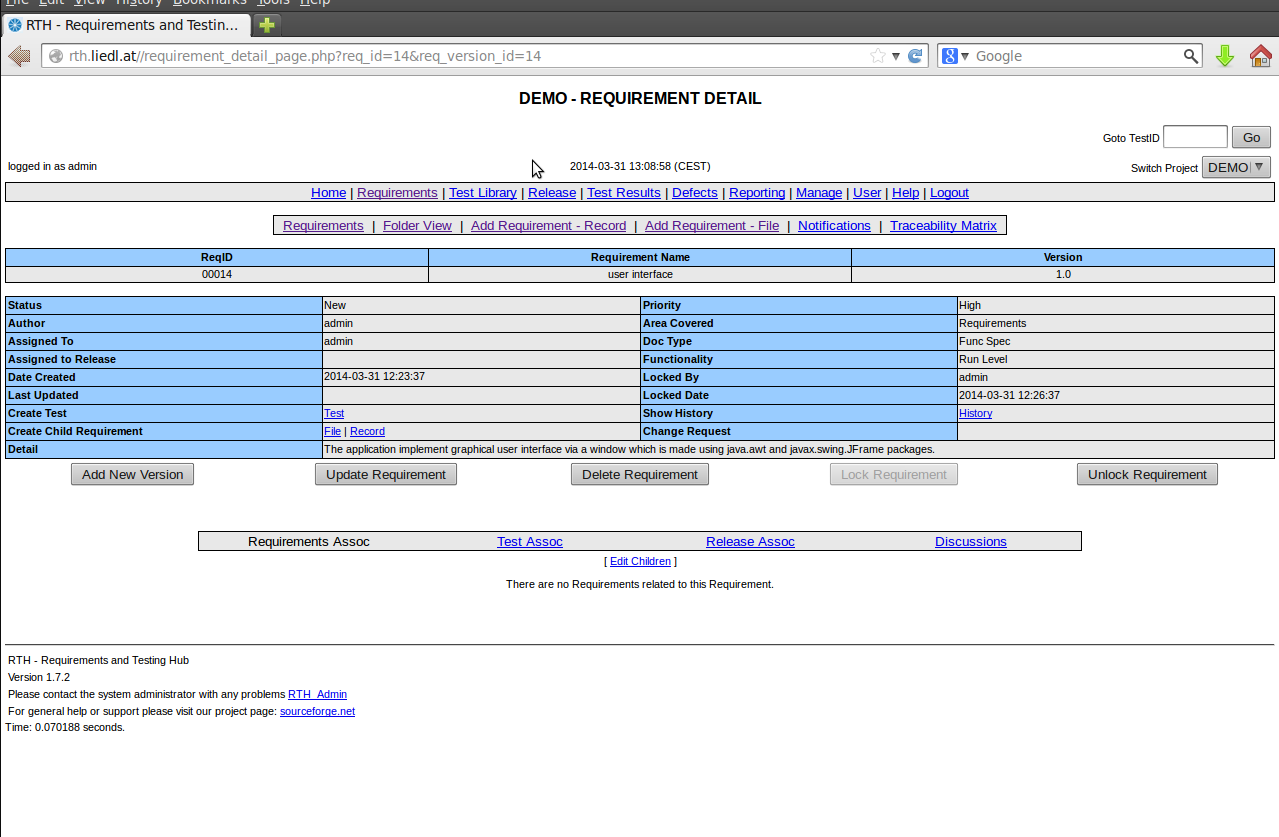 File Edit View History Bookmarks Tools Help
RTH - Requirements and Testin...
rth.liedl.at//requirement_detail_page.php?req_id=14&req_version_id=14
Google
DEMO - REQUIREMENT DETAIL
Goto TestID Go
logged in as admin 2014-03-31 13:08:58 (CEST) Switch Project DEMO
Home | Requirements | Test Library | Release | Test Results | Defects | Reporting | Manage | User | Help | Logout
Requirements | Folder View | Add Requirement - Record | Add Requirement - File | Notifications | Traceability Matrix
ReqID Requirement Name Version
00014 user interface 1.0
Status New Priority High
Author admin Area Covered Requirements
Assigned To admin Doc Type Func Spec
Assigned to Release Functionality Run Level
Date Created 2014-03-31 12:23:37 Locked By admin
Last Updated Locked Date 2014-03-31 12:26:37
Create Test Test Show History History
Create Child Requirement File | Record Change Request
Detail The application implement graphical user interface via a window which is made using java.awt and javax.swing.JFrame packages.
Add New Version Update Requirement Delete Requirement Lock Requirement Unlock Requirement
Requirements Assoc Test Assoc Release Assoc Discussions
[ Edit Children ]
There are no Requirements related to this Requirement.
RTH - Requirements and Testing Hub
Version 1.7.2
Please contact the system administrator with any problems RTH_Admin
For general help or support please visit our project page: sourceforge.net
Time: 0.070188 seconds.